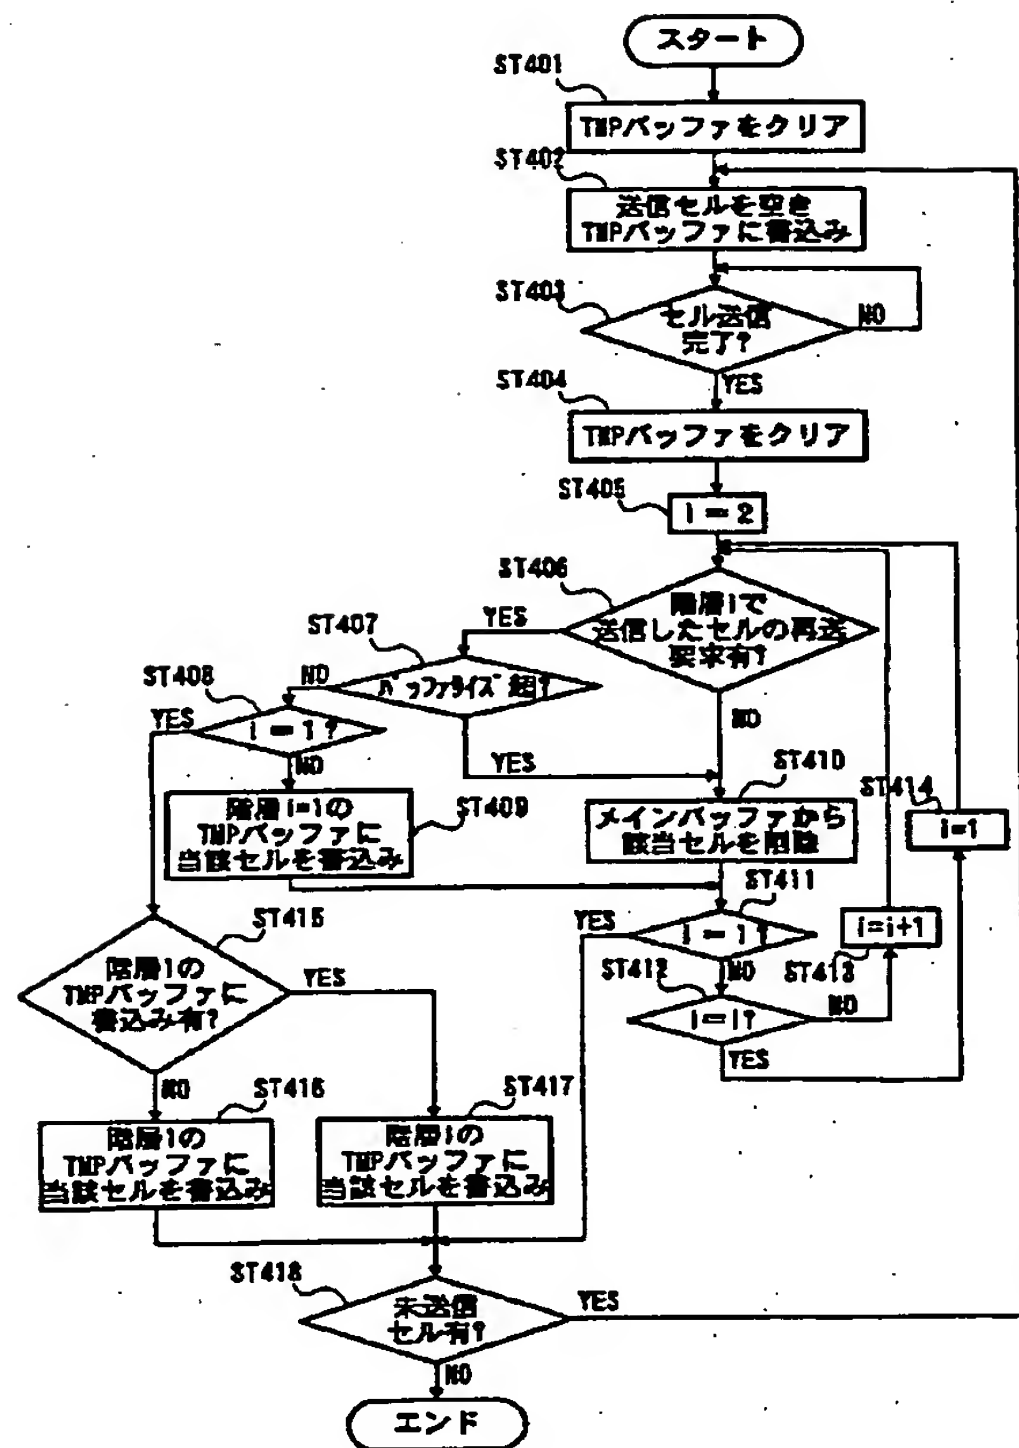 スタート
ST401
TMPバッファをクリア
ST402
送信セルを空き
TMPバッファに書込み
ST403
セル送信
完了?
NO
YES
ST404
TMPバッファをクリア
ST405
i=2
ST406
階層iで
送信したセルの再送
要求有?
YES
NO
ST407
バッファサイズ超?
NO
YES
ST408
i=1?
YES
NO
ST409
階層i=1の
TMPバッファに
当該セルを書込み
ST410
メインバッファから
該当セルを削除
ST414
i=1
ST411
i=1?
YES
NO
ST413
i=i+1
ST412
i=I?
NO
YES
ST415
階層1の
TMPバッファに
書込み有?
YES
NO
ST416
階層1の
TMPバッファに
当該セルを書込み
ST417
階層iの
TMPバッファに
当該セルを書込み
ST418
未送信
セル有?
YES
NO
エンド